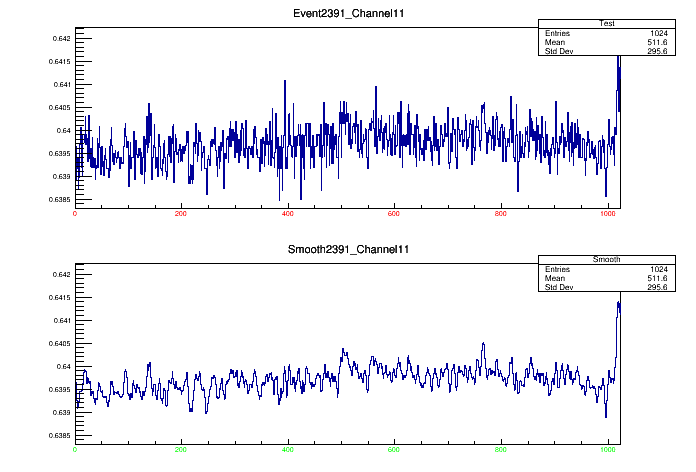 Event2391_Channel11
Test
Entries 1024
Mean 511.6
Std Dev 295.6
0.642
0.6415
0.641
0.6405
0.64
0.6395
0.639
0.6385
0 200 400 600 800 1000
Smooth2391_Channel11
Smooth
Entries 1024
Mean 511.6
Std Dev 295.6
0.642
0.6415
0.641
0.6405
0.64
0.6395
0.639
0.6385
0 200 400 600 800 1000